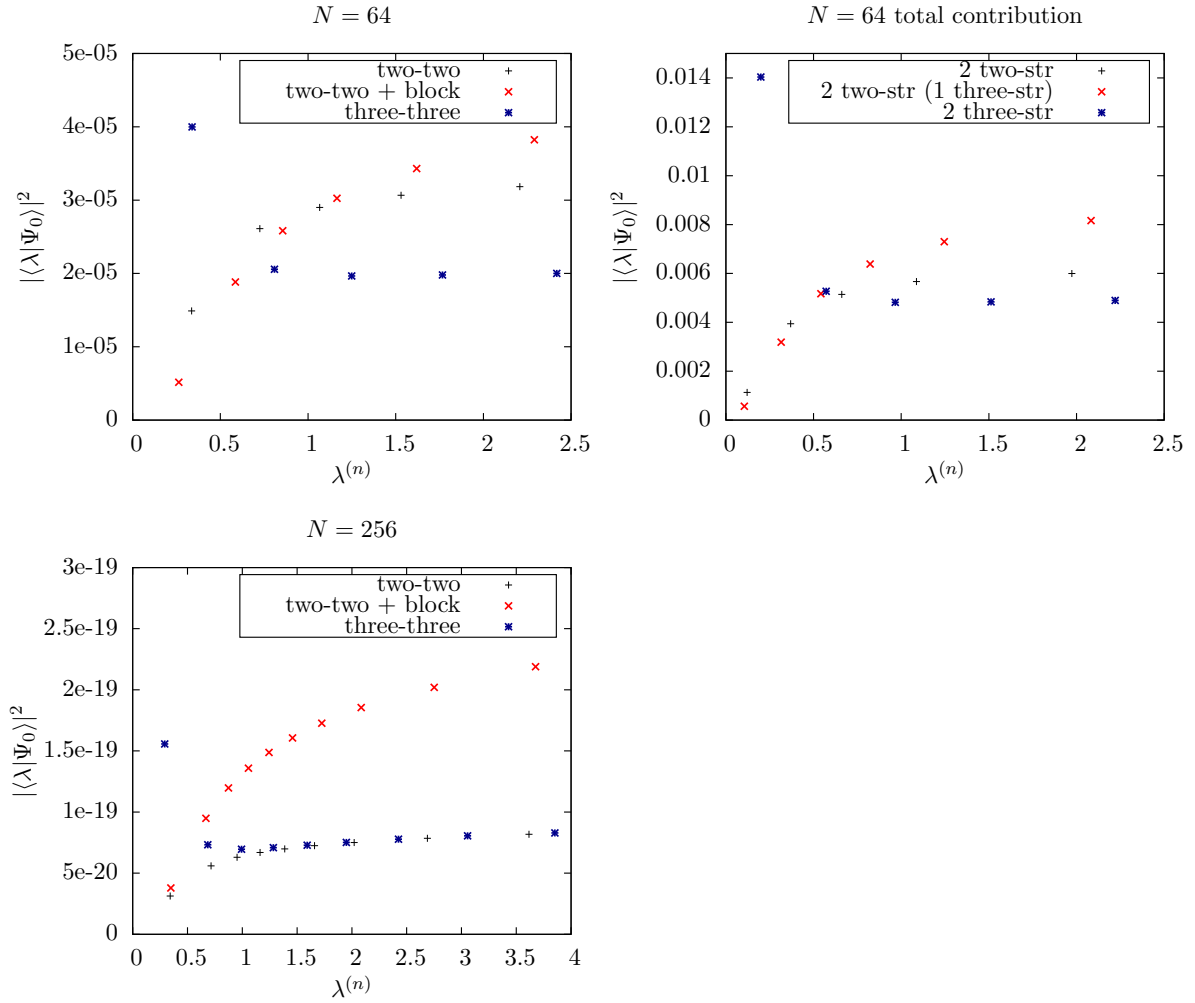 N = 64
5e-05
4e-05
3e-05
2e-05
1e-05
0
|⟨λ|Ψ₀⟩|²
two-two
two-two + block
three-three
0 0.5 1 1.5 2 2.5
λ⁽ⁿ⁾
N = 64 total contribution
0.014
0.012
0.01
0.008
0.006
0.004
0.002
0
|⟨λ|Ψ₀⟩|²
2 two-str
2 two-str (1 three-str)
2 three-str
0 0.5 1 1.5 2 2.5
λ⁽ⁿ⁾
N = 256
3e-19
2.5e-19
2e-19
1.5e-19
1e-19
5e-20
0
|⟨λ|Ψ₀⟩|²
two-two
two-two + block
three-three
0 0.5 1 1.5 2 2.5 3 3.5 4
λ⁽ⁿ⁾